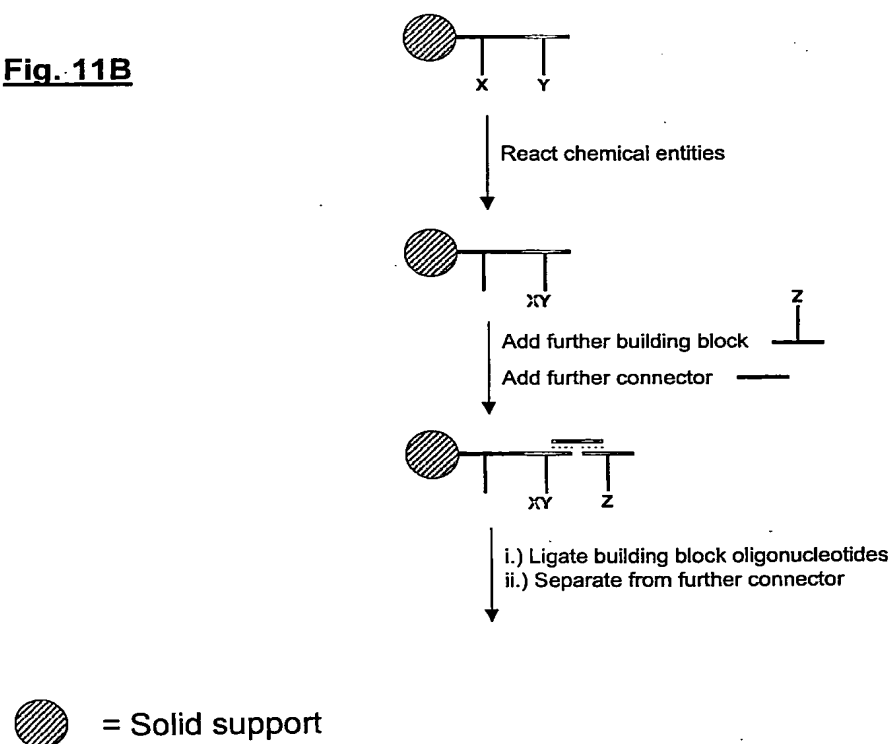 Fig. 11B
X Y
React chemical entities
XY
Z
Add further building block
Add further connector
XY Z
i.) Ligate building block oligonucleotides
ii.) Separate from further connector
= Solid support